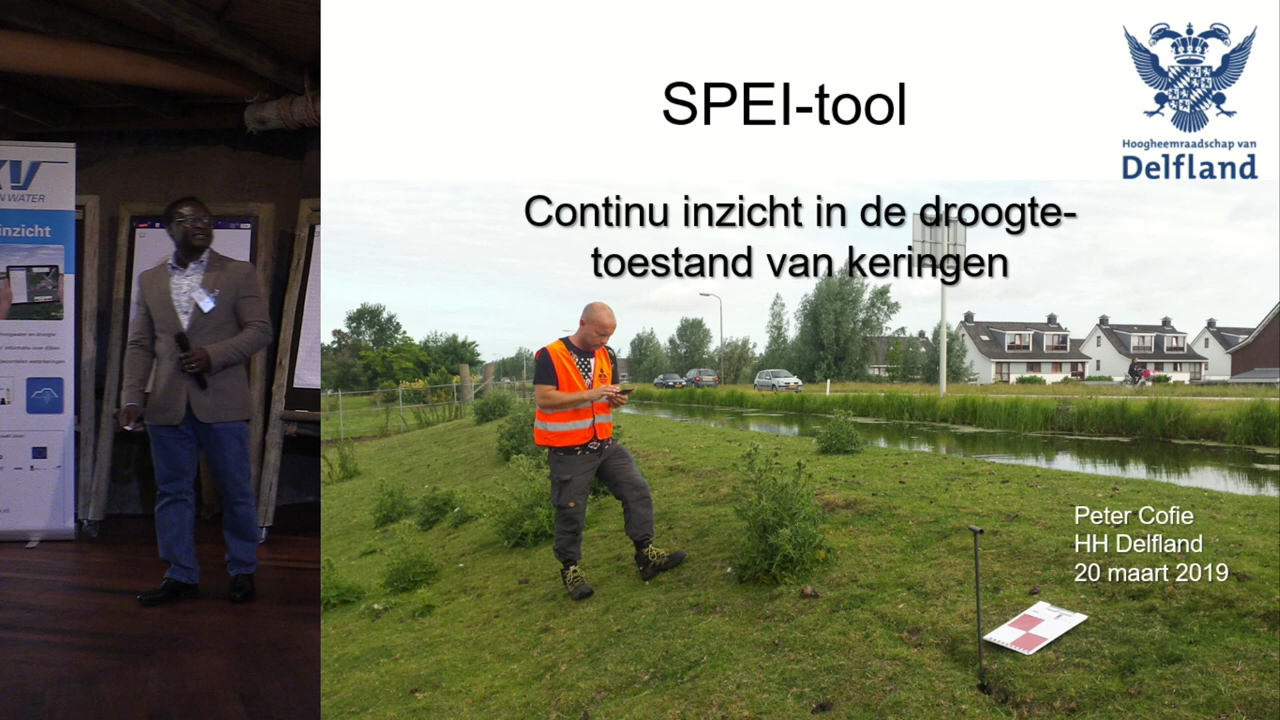 SPEI-tool
Hoogheemraadschap van
Delfland
Continu inzicht in de droogte-
toestand van keringen
Peter Cofie
HH Delfland
20 maart 2019
WATER
inzicht